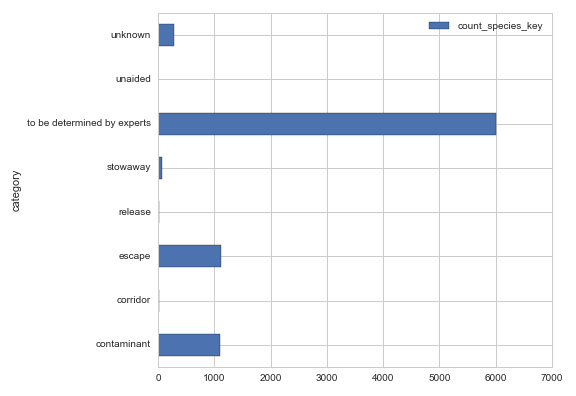 count_species_key
unknown
unaided
to be determined by experts
stowaway
release
escape
corridor
contaminant
category
0 1000 2000 3000 4000 5000 6000 7000